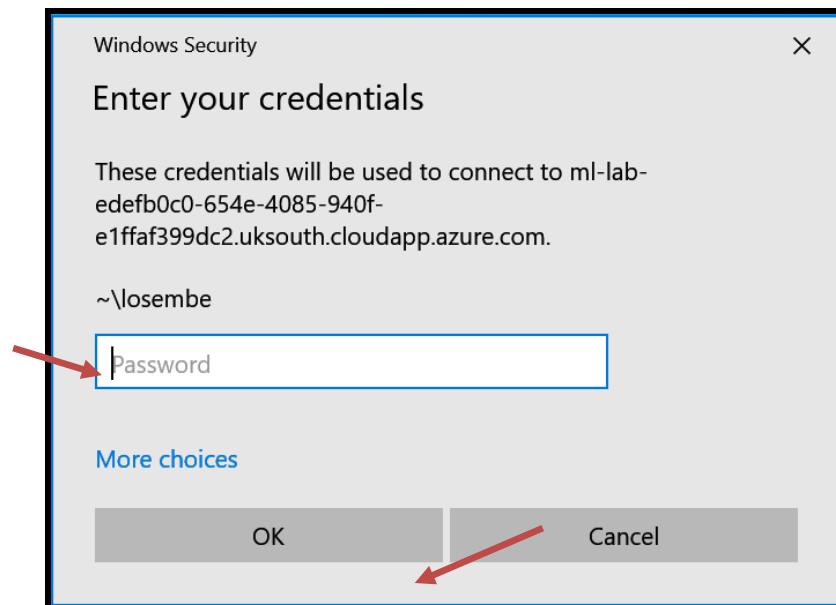 Windows Security
Enter your credentials
These credentials will be used to connect to ml-lab-
edefb0c0-654e-4085-940f-
e1ffaf399dc2.uksouth.cloudapp.azure.com.
~\losembe
Password
More choices
OK
Cancel